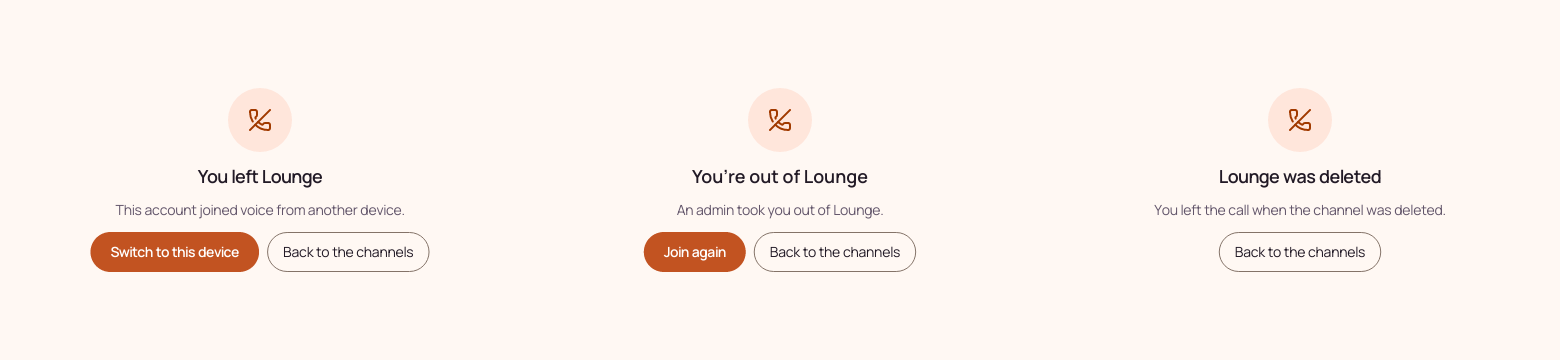 You left Lounge
This account joined voice from another device.
Switch to this device
Back to the channels
You're out of Lounge
An admin took you out of Lounge.
Join again
Back to the channels
Lounge was deleted
You left the call when the channel was deleted.
Back to the channels